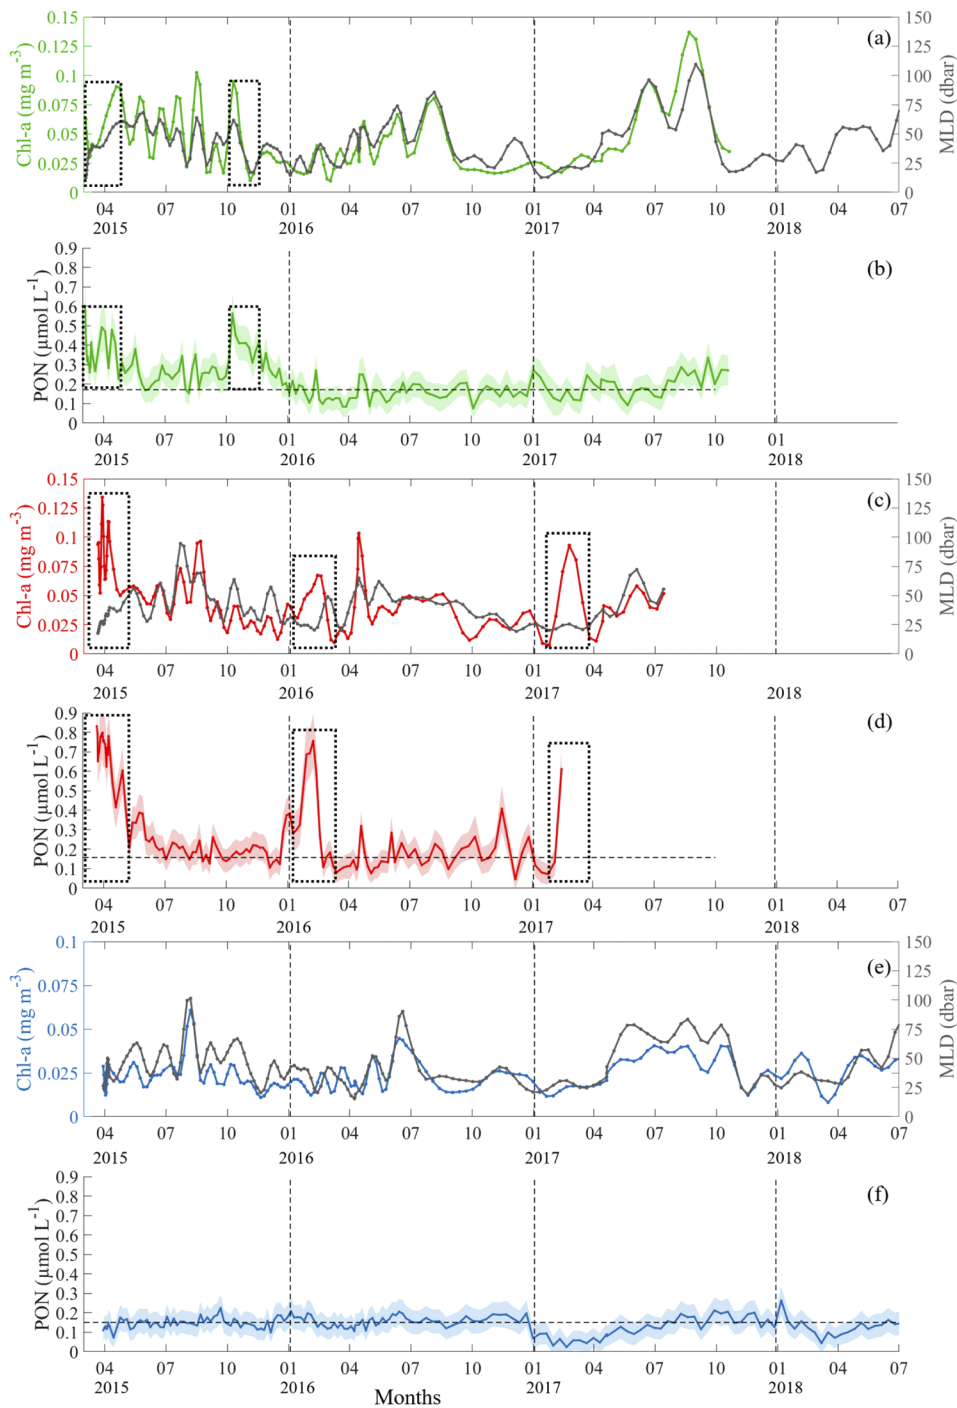 0.15
0.125
0.1
0.075
0.05
0.025
0
Chl-a (mg m-3)
150
125
100
75
50
25
0
MLD (dbar)
(a)
04 07 10 01 04 07 10 01 04 07 10 01 04 07
2015 2016 2017 2018
0.9
0.8
0.7
0.6
0.5
0.4
0.3
0.2
0.1
0
PON (μmol L-1)
(b)
04 07 10 01 04 07 10 01 04 07 10 01
2015 2016 2017 2018
0.15
0.125
0.1
0.075
0.05
0.025
0
Chl-a (mg m-3)
150
125
100
75
50
25
0
MLD (dbar)
(c)
04 07 10 01 04 07 10 01 04 07 10
2015 2016 2017 2018
0.9
0.8
0.7
0.6
0.5
0.4
0.3
0.2
0.1
0
PON (μmol L-1)
(d)
04 07 10 01 04 07 10 01 04 07 10 01 04 07
2015 2016 2017 2018
0.1
0.075
0.05
0.025
0
Chl-a (mg m-3)
150
125
100
75
50
25
0
MLD (dbar)
(e)
04 07 10 01 04 07 10 01 04 07 10 01 04 07
2015 2016 2017 2018
0.9
0.8
0.7
0.6
0.5
0.4
0.3
0.2
0.1
0
PON (μmol L-1)
(f)
04 07 10 01 04 07 10 01 04 07 10 01 04 07
2015 2016 2017 2018
Months